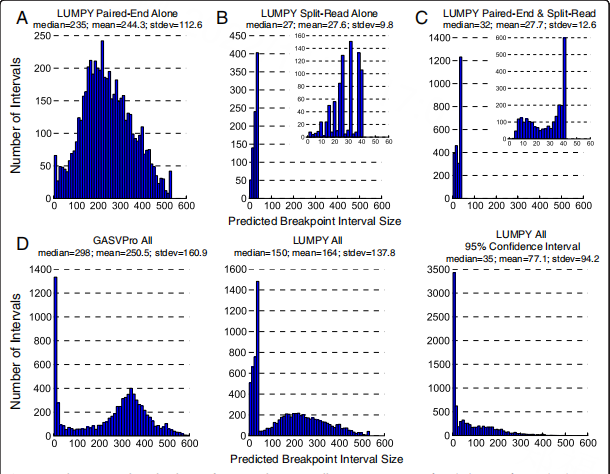 A
LUMPY Paired-End Alone
median=235; mean=244.3; stdev=112.6
250
200
150
100
50
0
0 100 200 300 400 500 600
Number of Intervals
B
LUMPY Split-Read Alone
median=27; mean=27.6; stdev=9.8
450
400
350
300
250
200
150
100
50
0
0 100 200 300 400 500 600
160
140
120
100
80
60
40
20
0
0 10 20 30 40 50 60
Predicted Breakpoint Interval Size
C
LUMPY Paired-End & Split-Read
median=32; mean=27.7; stdev=12.6
1400
1200
1000
800
600
400
200
0
0 100 200 300 400 500 600
600
500
400
300
200
100
0
0 10 20 30 40 50 60
D
GASVPro All
median=298; mean=250.5; stdev=160.9
1400
1200
1000
800
600
400
200
0
0 100 200 300 400 500 600
Number of Intervals
LUMPY All
median=150; mean=164; stdev=137.8
1600
1400
1200
1000
800
600
400
200
0
0 100 200 300 400 500 600
Predicted Breakpoint Interval Size
LUMPY All
95% Confidence Interval
median=35; mean=77.1; stdev=94.2
3500
3000
2500
2000
1500
1000
500
0
0 100 200 300 400 500 600